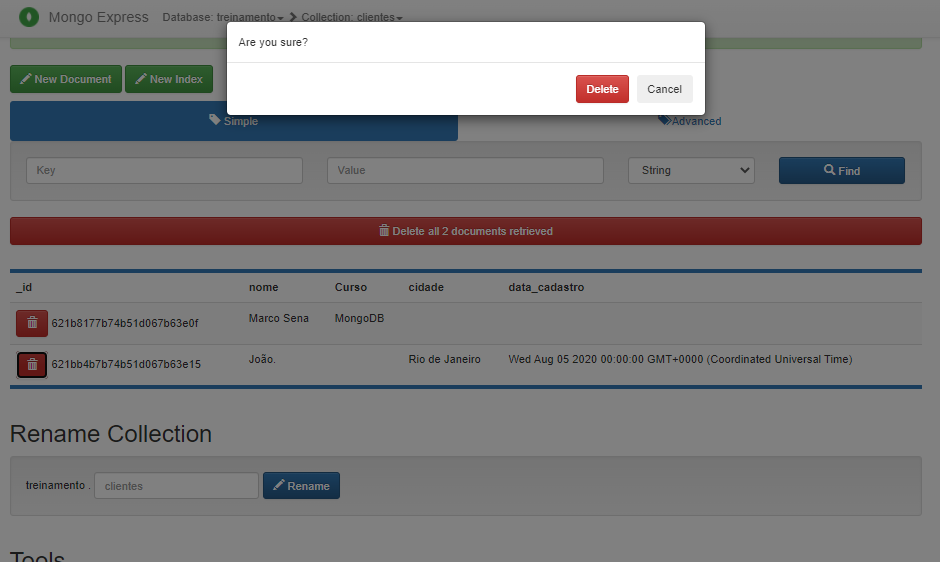 Mongo Express Database: treinamento Collection: clientes
Are you sure?
Delete Cancel
New Document New Index
Simple Advanced
Key Value String Find
Delete all 2 documents retrieved
_id nome Curso cidade data_cadastro
621b8177b74b51d067b63e0f Marco Sena MongoDB
621bb4b7b74b51d067b63e15 João. Rio de Janeiro Wed Aug 05 2020 00:00:00 GMT+0000 (Coordinated Universal Time)
Rename Collection
treinamento . clientes Rename
Tools